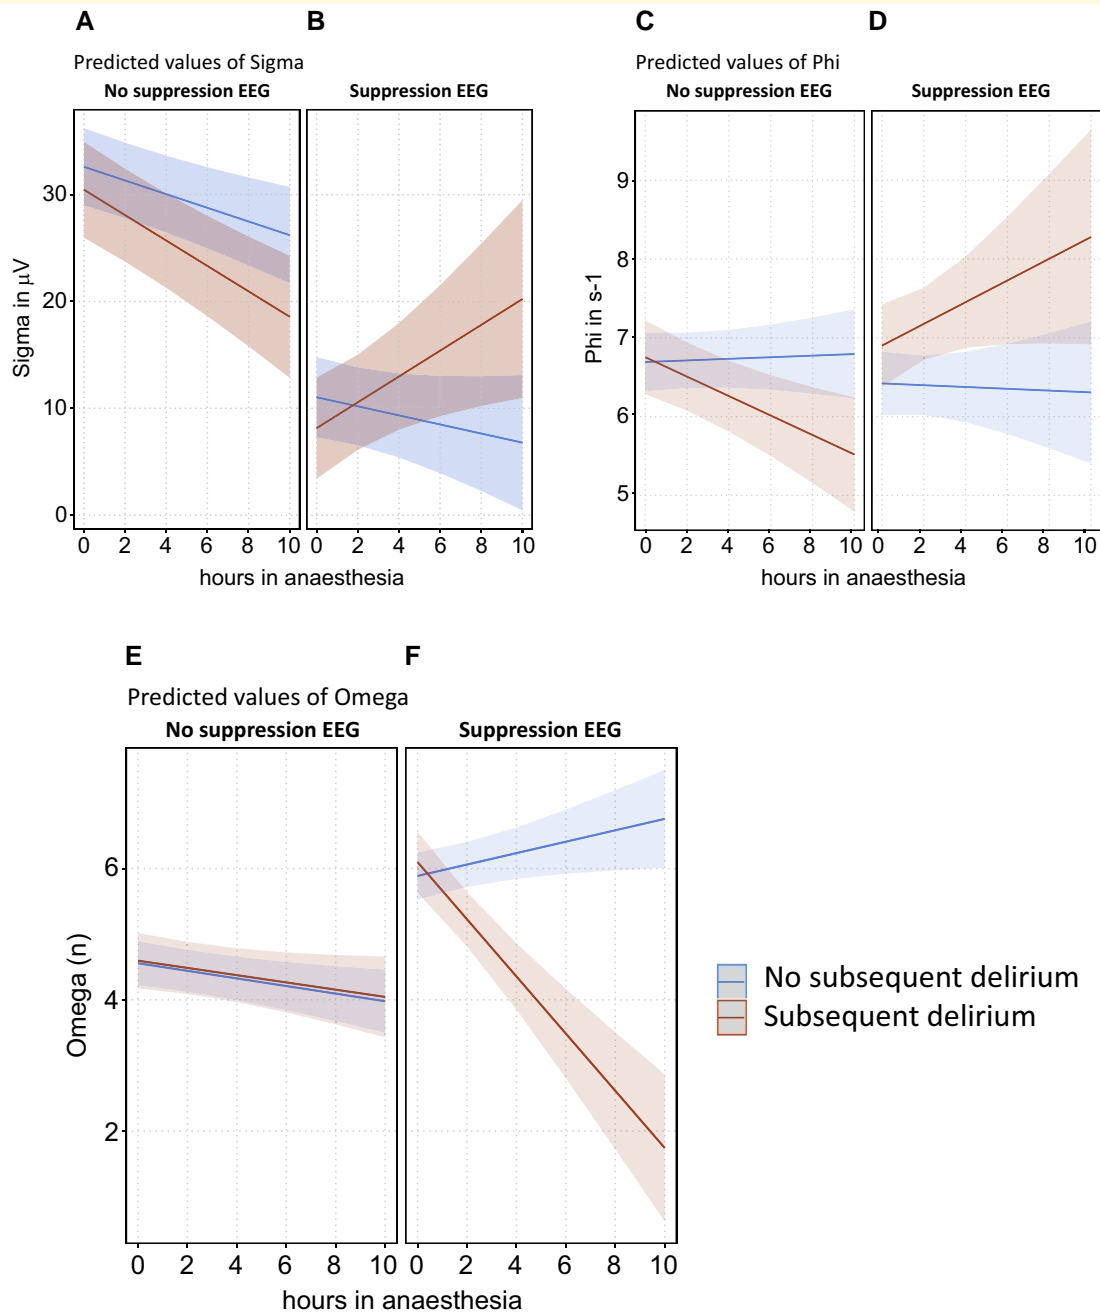 A B
Predicted values of Sigma
No suppression EEG Suppression EEG
Sigma in μV
30
20
10
0
0 2 4 6 8 10 0 2 4 6 8 10
hours in anaesthesia
C D
Predicted values of Phi
No suppression EEG Suppression EEG
Phi in s-1
9
8
7
6
5
0 2 4 6 8 10 0 2 4 6 8 10
hours in anaesthesia
E F
Predicted values of Omega
No suppression EEG Suppression EEG
Omega (n)
6
4
2
0 2 4 6 8 10 0 2 4 6 8 10
hours in anaesthesia
No subsequent delirium
Subsequent delirium